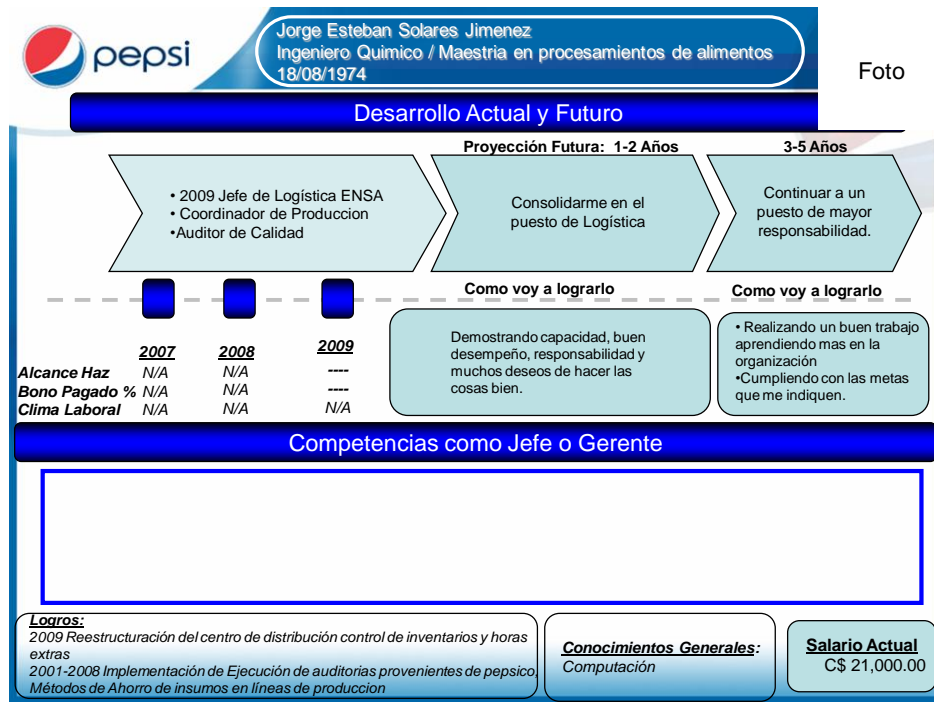 pepsi
Jorge Esteban Solares Jimenez
Ingeniero Quimico / Maestria en procesamientos de alimentos
18/08/1974
Foto
Desarrollo Actual y Futuro
Proyección Futura: 1-2 Años
3-5 Años
• 2009 Jefe de Logística ENSA
• Coordinador de Produccion
•Auditor de Calidad
Consolidarme en el
puesto de Logística
Continuar a un
puesto de mayor
responsabilidad.
Como voy a lograrlo
Como voy a lograrlo
Demostrando capacidad, buen
desempeño, responsabilidad y
muchos deseos de hacer las
cosas bien.
• Realizando un buen trabajo
aprendiendo mas en la
organización
•Cumpliendo con las metas
que me indiquen.
2007 2008 2009
Alcance Haz N/A N/A ----
Bono Pagado % N/A N/A ----
Clima Laboral N/A N/A N/A
Competencias como Jefe o Gerente
Logros:
2009 Reestructuración del centro de distribución control de inventarios y horas
extras
2001-2008 Implementación de Ejecución de auditorias provenientes de pepsico,
Métodos de Ahorro de insumos en líneas de produccion
Conocimientos Generales:
Computación
Salario Actual
C$ 21,000.00